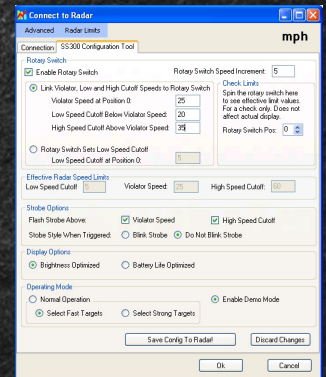 Connect to Radar
Advanced Radar Limits
mph
Connection SS300 Configuration Tool
Rotary Switch
Enable Rotary Switch
Rotary Switch Speed Increment: 5
Link Violator, Low and High Cutoff Speeds to Rotary Switch
Violator Speed at Position 0: 25
Low Speed Cutoff Below Violator Speed: 20
High Speed Cutoff Above Violator Speed: 35
Rotary Switch Sets Low Speed Cutoff
Low Speed Cutoff at Position 0: 5
Check Limits
Spin the rotary switch here
to see effective limit values.
For a check only. Does not
affect actual display.
Rotary Switch Pos: 0
Effective Radar Speed Limits
Low Speed Cutoff 5 Violator Speed: 25 High Speed Cutoff: 60
Strobe Options
Flash Strobe Above: Violator Speed High Speed Cutoff
Strobe Style When Triggered: Blink Strobe Do Not Blink Strobe
Display Options
Brightness Optimized Battery Life Optimized
Operating Mode
Normal Operation Enable Demo Mode
Select Fast Targets Select Strong Targets
Save Config To Radar! Discard Changes
Ok Cancel